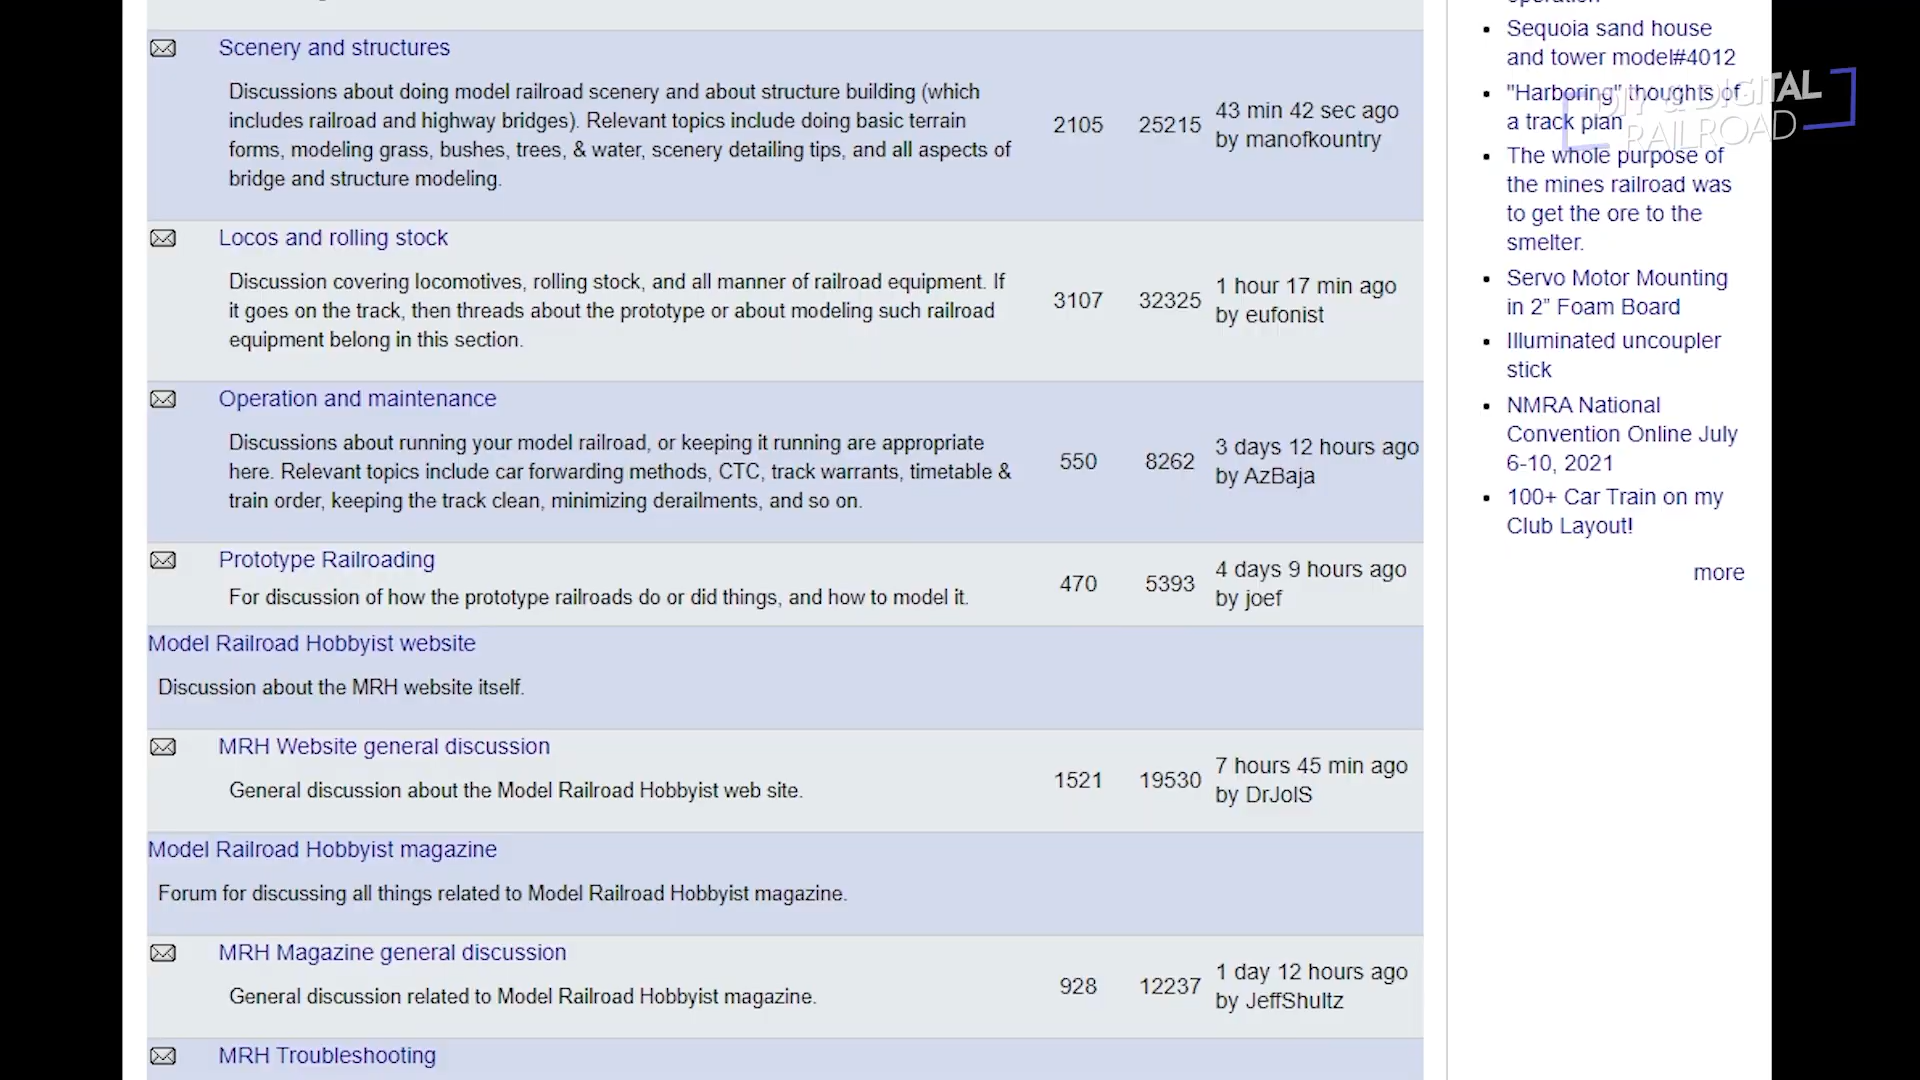 Scenery and structures
Discussions about doing model railroad scenery and about structure building (which
includes railroad and highway bridges). Relevant topics include doing basic terrain
forms, modeling grass, bushes, trees, & water, scenery detailing tips, and all aspects of
bridge and structure modeling.
2105 25215
43 min 42 sec ago
by manofkountry
Locos and rolling stock
Discussion covering locomotives, rolling stock, and all manner of railroad equipment. If
it goes on the track, then threads about the prototype or about modeling such railroad
equipment belong in this section.
3107 32325
1 hour 17 min ago
by eufonist
Operation and maintenance
Discussions about running your model railroad, or keeping it running are appropriate
here. Relevant topics include car forwarding methods, CTC, track warrants, timetable &
train order, keeping the track clean, minimizing derailments, and so on.
550 8262
3 days 12 hours ago
by AzBaja
Prototype Railroading
For discussion of how the prototype railroads do or did things, and how to model it.
470 5393
4 days 9 hours ago
by joef
Model Railroad Hobbyist website
Discussion about the MRH website itself.
MRH Website general discussion
General discussion about the Model Railroad Hobbyist web site.
1521 19530
7 hours 45 min ago
by DrJolS
Model Railroad Hobbyist magazine
Forum for discussing all things related to Model Railroad Hobbyist magazine.
MRH Magazine general discussion
General discussion related to Model Railroad Hobbyist magazine.
928 12237
1 day 12 hours ago
by JeffShultz
MRH Troubleshooting
operation
Sequoia sand house
and tower model#4012
"Harboring" thoughts of
a track plan
The whole purpose of
the mines railroad was
to get the ore to the
smelter.
Servo Motor Mounting
in 2” Foam Board
Illuminated uncoupler
stick
NMRA National
Convention Online July
6-10, 2021
100+ Car Train on my
Club Layout!
more
DIGITAL
RAILROAD